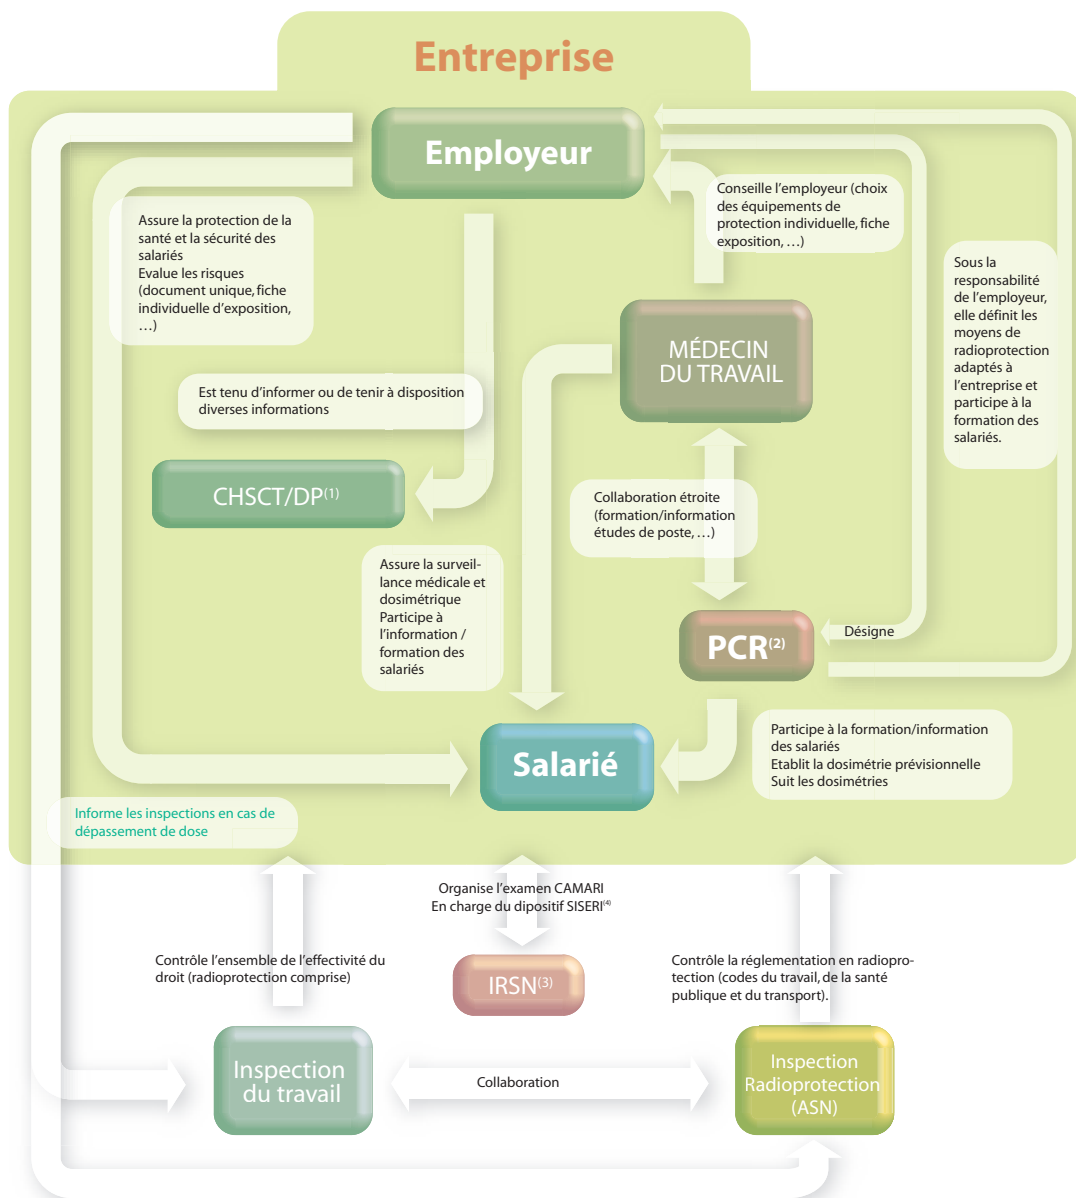 Entreprise
Employeur
Conseille l’employeur (choix
des équipements de
protection individuelle, fiche
exposition, …)
Assure la protection de la
santé et la sécurité des
salariés
Evalue les risques
(document unique, fiche
individuelle d’exposition,
…)
Sous la
responsabilité
de l’employeur,
elle définit les
moyens de
radioprotection
adaptés à
l’entreprise et
participe à la
formation des
salariés.
MÉDECIN
DU TRAVAIL
Est tenu d’informer ou de tenir à disposition
diverses informations
CHSCT/DP(1)
Collaboration étroite
(formation/information
études de poste, …)
Assure la surveil-
lance médicale et
dosimétrique
Participe à
l’information /
formation des
salariés
PCR(2)
Désigne
Salarié
Participe à la formation/information
des salariés
Etablit la dosimétrie prévisionnelle
Suit les dosimétries
Informe les inspections en cas de
dépassement de dose
Organise l’examen CAMARI
En charge du dipositif SISERI(4)
Contrôle l’ensemble de l’effectivité du
droit (radioprotection comprise)
IRSN(3)
Contrôle la réglementation en radiopro-
tection (codes du travail, de la santé
publique et du transport).
Inspection
du travail
Collaboration
Inspection
Radioprotection
(ASN)